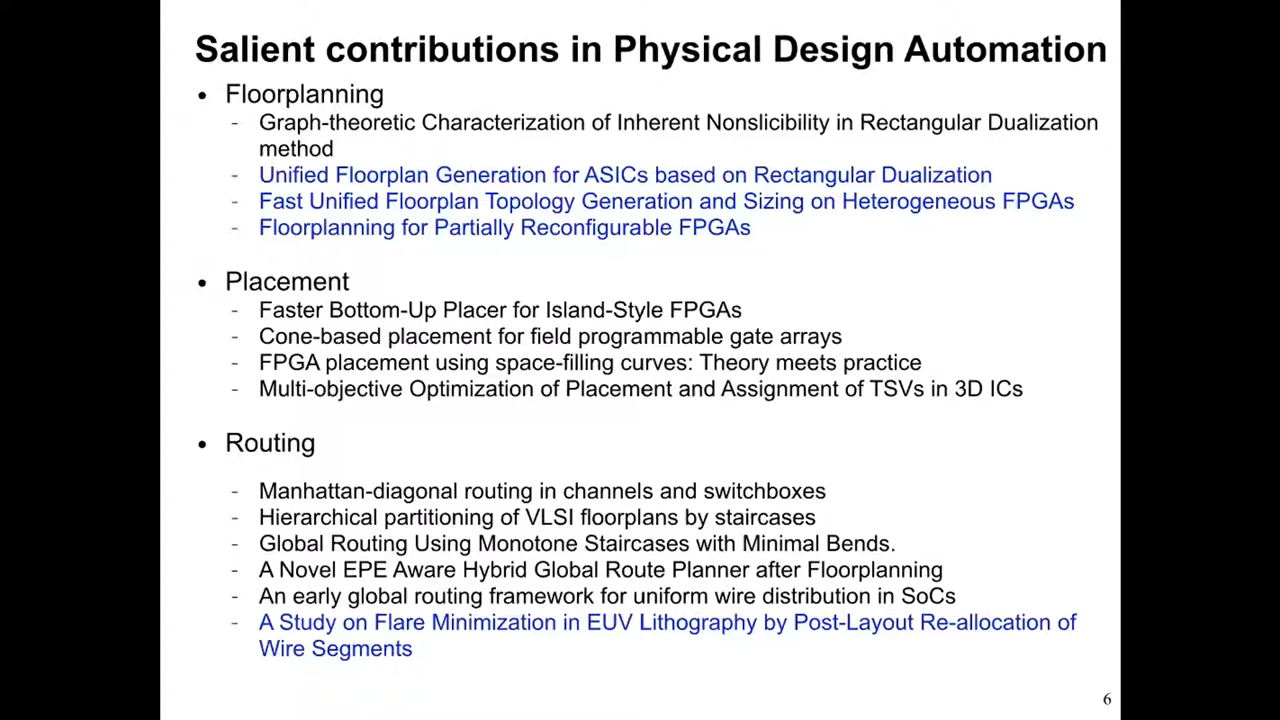 Salient contributions in Physical Design Automation
• Floorplanning
- Graph-theoretic Characterization of Inherent Nonslicibility in Rectangular Dualization
method
- Unified Floorplan Generation for ASICs based on Rectangular Dualization
- Fast Unified Floorplan Topology Generation and Sizing on Heterogeneous FPGAs
- Floorplanning for Partially Reconfigurable FPGAs
• Placement
- Faster Bottom-Up Placer for Island-Style FPGAs
- Cone-based placement for field programmable gate arrays
- FPGA placement using space-filling curves: Theory meets practice
- Multi-objective Optimization of Placement and Assignment of TSVs in 3D ICs
• Routing
- Manhattan-diagonal routing in channels and switchboxes
- Hierarchical partitioning of VLSI floorplans by staircases
- Global Routing Using Monotone Staircases with Minimal Bends.
- A Novel EPE Aware Hybrid Global Route Planner after Floorplanning
- An early global routing framework for uniform wire distribution in SoCs
- A Study on Flare Minimization in EUV Lithography by Post-Layout Re-allocation of
Wire Segments
6